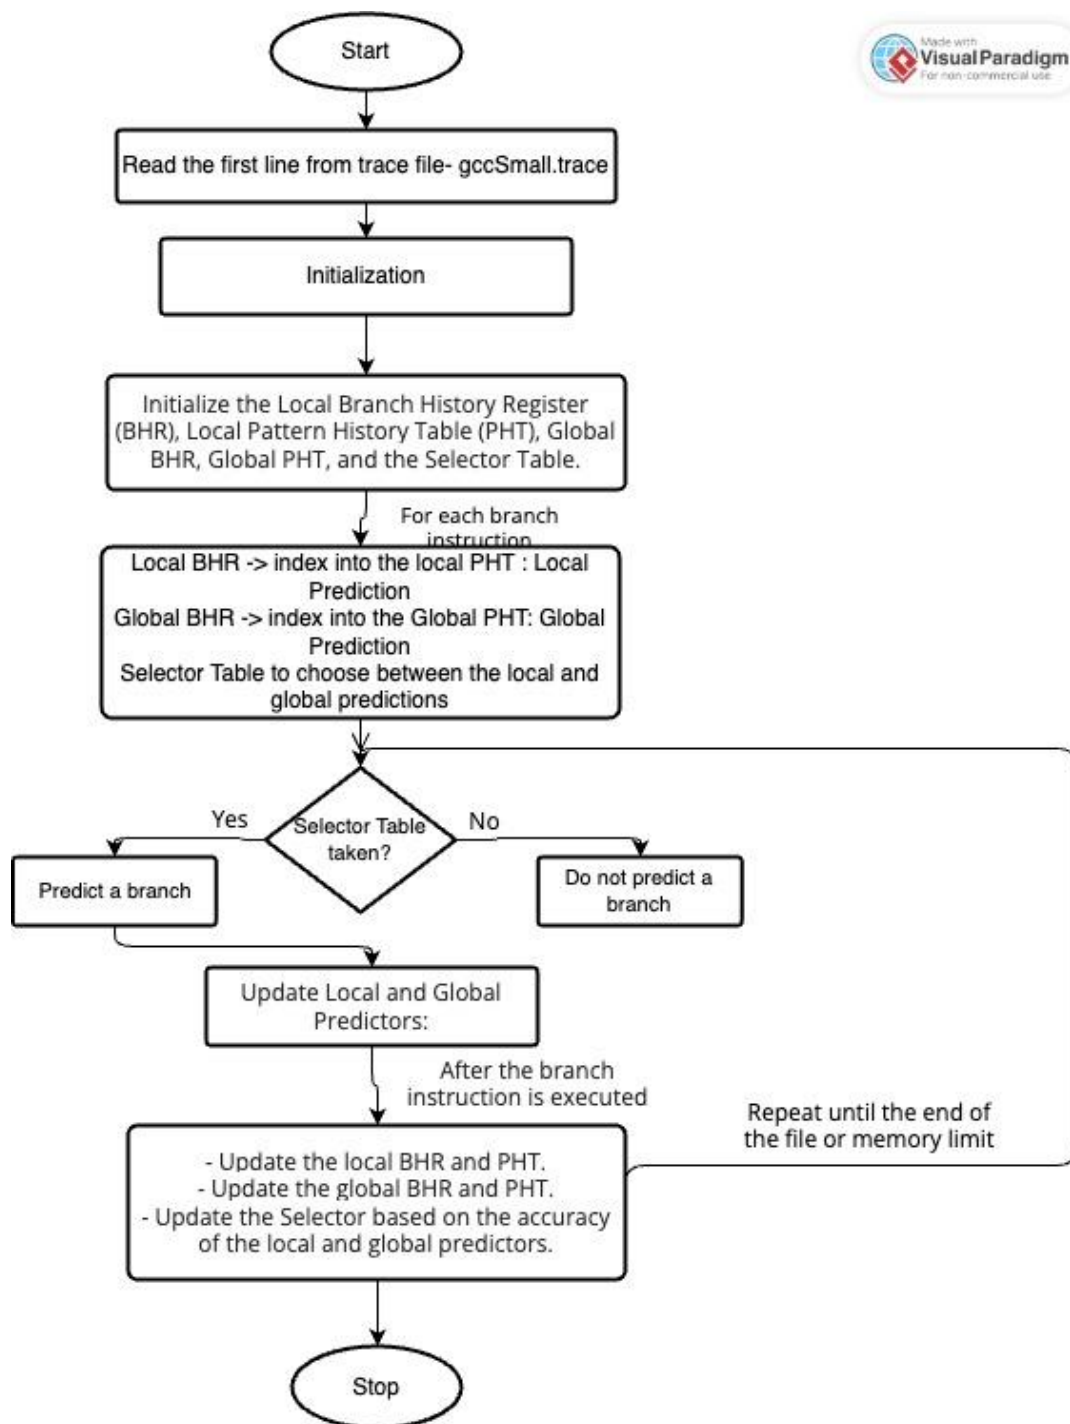 Start
Made with
Visual Paradigm
For non-commercial use
Read the first line from trace file- gccSmall.trace
Initialization
Initialize the Local Branch History Register
(BHR), Local Pattern History Table (PHT), Global
BHR, Global PHT, and the Selector Table.
For each branch
instruction
Local BHR -> index into the local PHT : Local
Prediction
Global BHR -> index into the Global PHT: Global
Prediction
Selector Table to choose between the local and
global predictions
Yes
Selector Table
taken?
No
Predict a branch
Do not predict a
branch
Update Local and Global
Predictors:
After the branch
instruction is executed
Repeat until the end of
the file or memory limit
- Update the local BHR and PHT.
- Update the global BHR and PHT.
- Update the Selector based on the accuracy
of the local and global predictors.
Stop